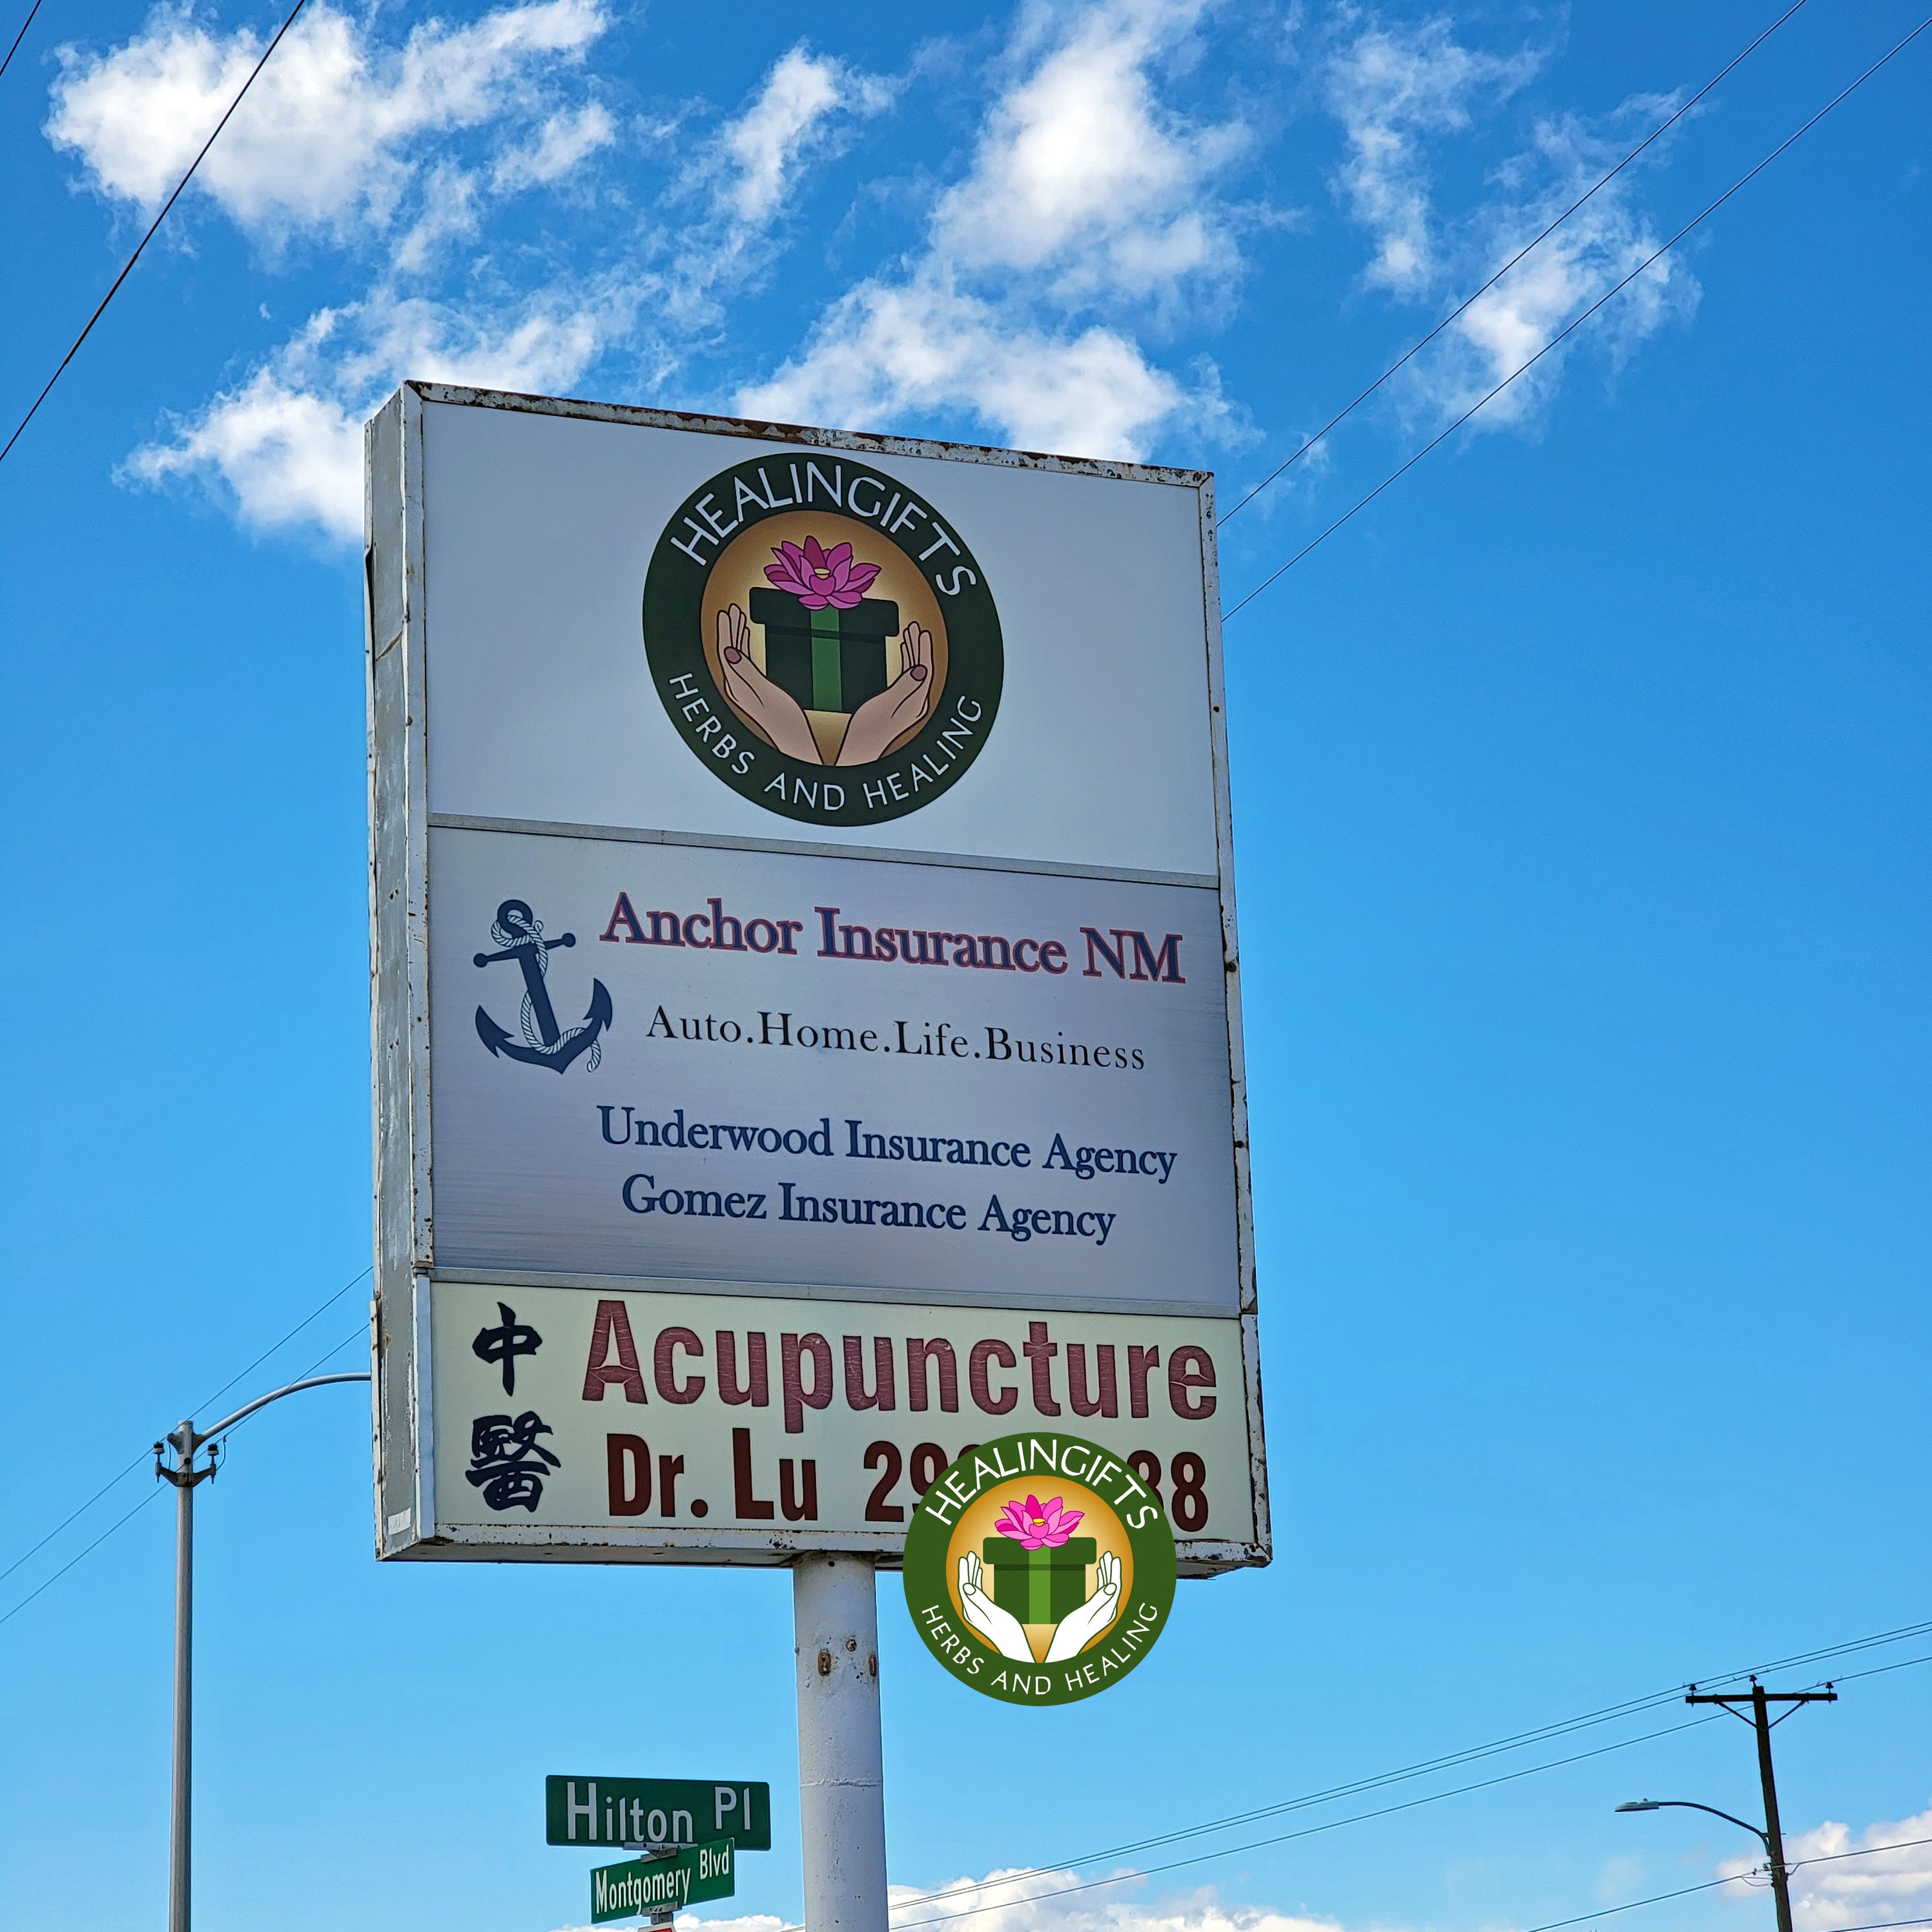 HEALINGIFTS
HERBS AND HEALING
Anchor Insurance NM
Auto.Home.Life.Business
Underwood Insurance Agency
Gomez Insurance Agency
中醫
Acupuncture
Dr. Lu
HEALINGIFTS
HERBS AND HEALING
Hilton Pl
Montgomery Blvd